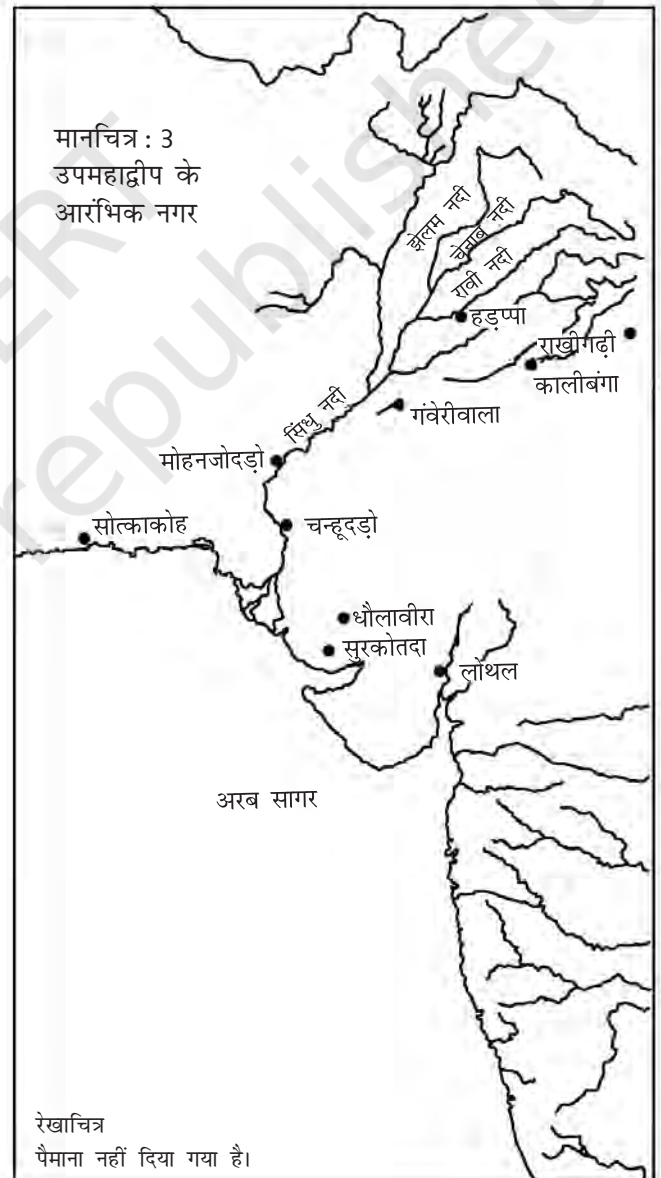 मानचित्र : 3
उपमहाद्वीप के
आरंभिक नगर
झेलम नदी
चेनाब नदी
रावी नदी
हड़प्पा
राखीगढ़ी
कालीबंगा
गंवेरीवाला
सिंधु नदी
मोहनजोदड़ो
सोत्काकोह
चन्हूदड़ो
धौलावीरा
सुरकोतदा
लोथल
अरब सागर
रेखाचित्र
पैमाना नहीं दिया गया है।
republished